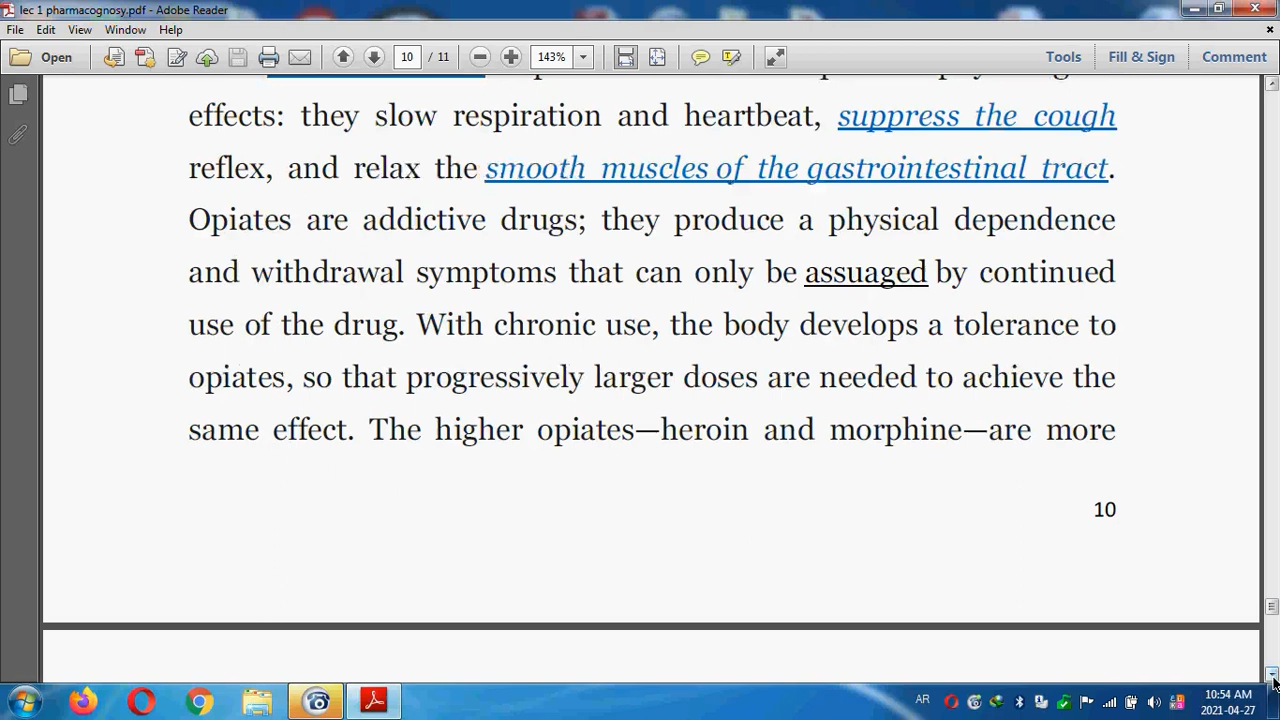 lec 1 pharmacognosy.pdf - Adobe Reader
File Edit View Window Help
Open 10 / 11 143% Tools Fill & Sign Comment
effects: they slow respiration and heartbeat, suppress the cough
reflex, and relax the smooth muscles of the gastrointestinal tract.
Opiates are addictive drugs; they produce a physical dependence
and withdrawal symptoms that can only be assuaged by continued
use of the drug. With chronic use, the body develops a tolerance to
opiates, so that progressively larger doses are needed to achieve the
same effect. The higher opiates—heroin and morphine—are more
10
AR
10:54 AM
2021-04-27